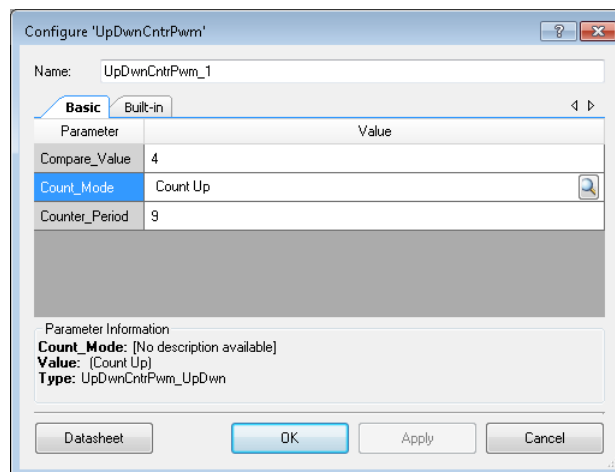 Configure 'UpDwnCntrPwm'
Name: UpDwnCntrPwm_1
Basic Built-in
Parameter Value
Compare_Value 4
Count_Mode Count Up
Counter_Period 9
Parameter Information
Count_Mode: [No description available]
Value: (Count Up)
Type: UpDwnCntrPwm_UpDwn
Datasheet OK Apply Cancel